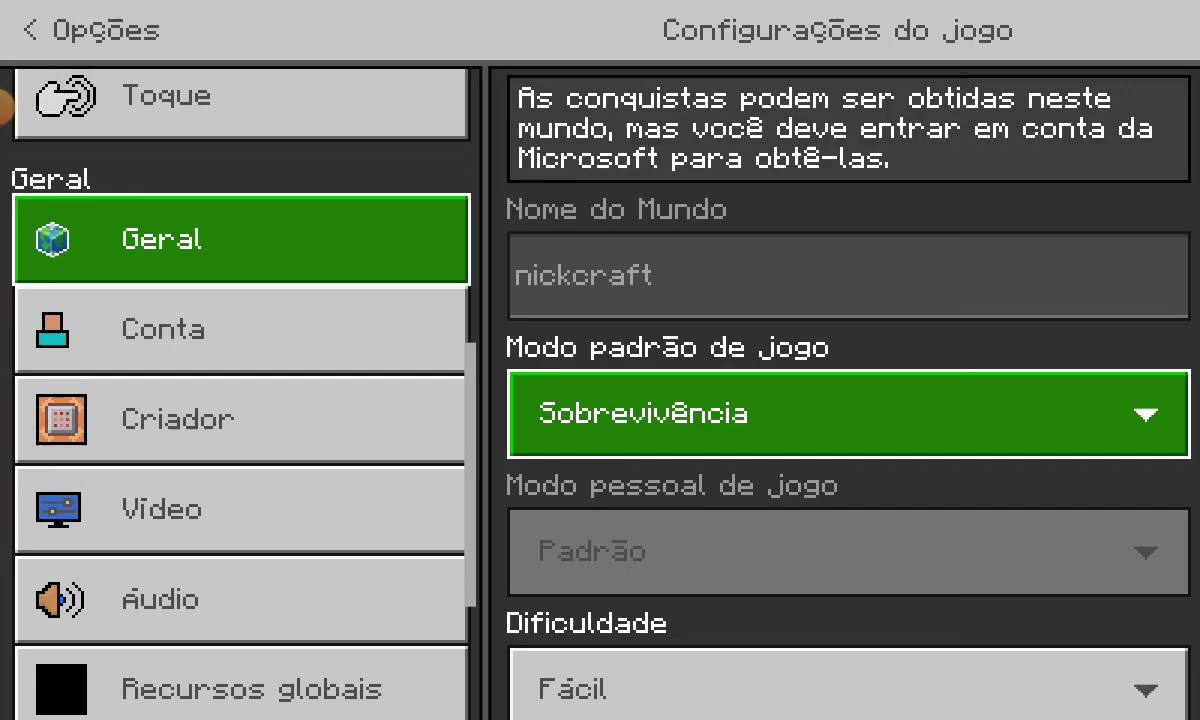 < Opções
Configurações do jogo
Toque
Geral
Geral
Conta
Criador
Vídeo
Áudio
Recursos globais
As conquistas podem ser obtidas neste
mundo, mas você deve entrar em conta da
Microsoft para obtê-las.
Nome do Mundo
nickcraft
Modo padrão de jogo
Sobrevivência
Modo pessoal de jogo
Padrão
Dificuldade
Fácil